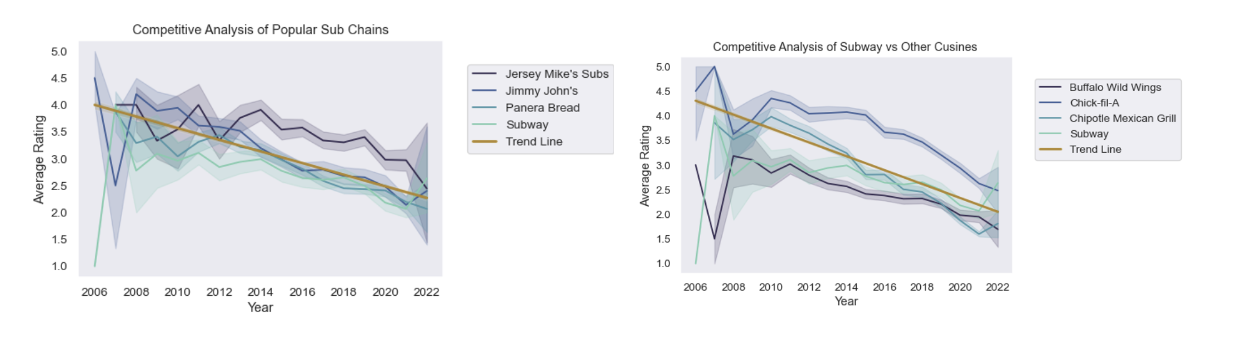 Competitive Analysis of Popular Sub Chains
5.0
4.5
4.0
3.5
3.0
2.5
2.0
1.5
1.0
Average Rating
2006 2008 2010 2012 2014 2016 2018 2020 2022
Year
Jersey Mike's Subs
Jimmy John's
Panera Bread
Subway
Trend Line
Competitive Analysis of Subway vs Other Cusines
5.0
4.5
4.0
3.5
3.0
2.5
2.0
1.5
1.0
Average Rating
2006 2008 2010 2012 2014 2016 2018 2020 2022
Year
Buffalo Wild Wings
Chick-fil-A
Chipotle Mexican Grill
Subway
Trend Line